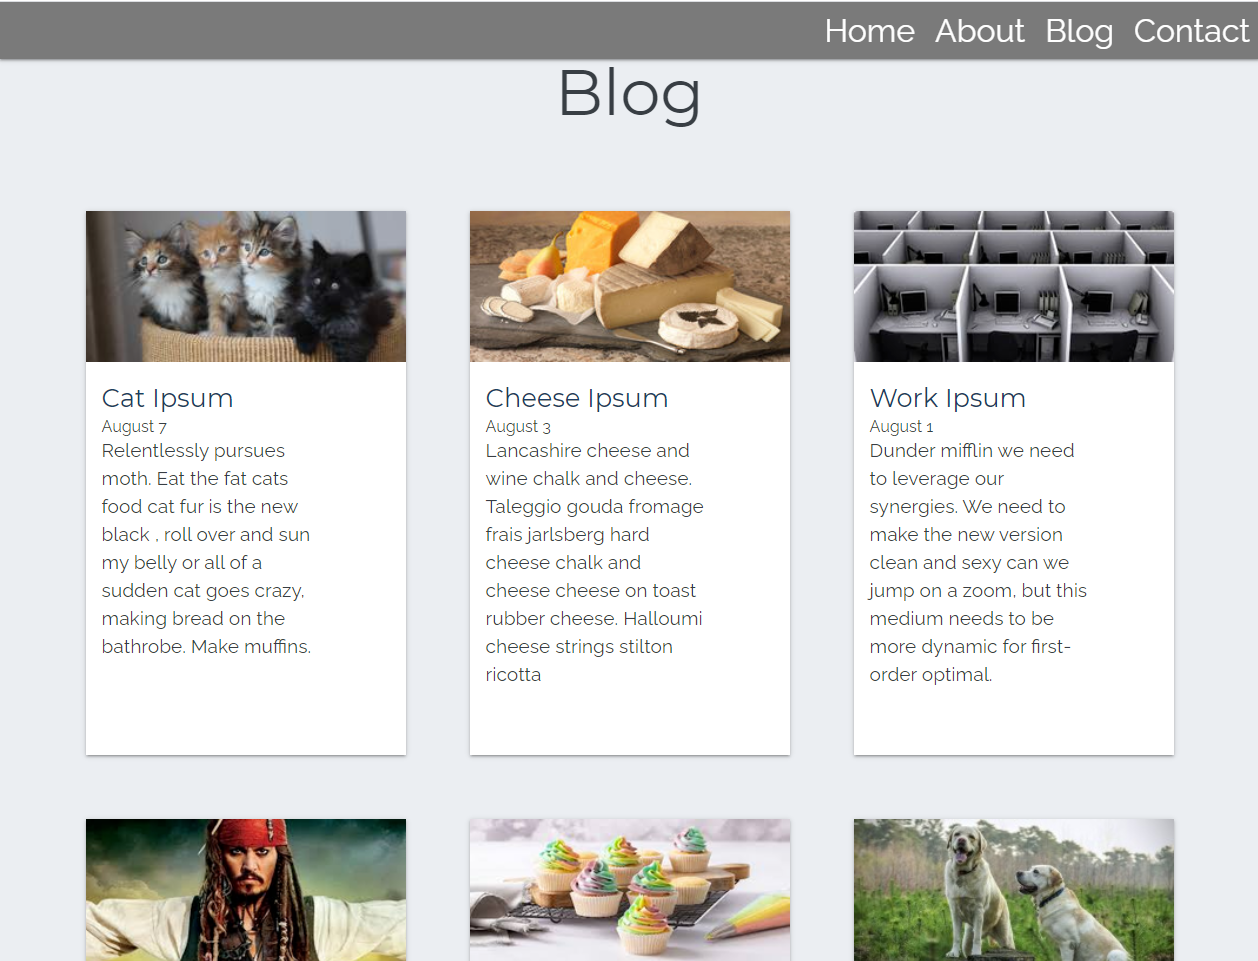 Home About Blog Contact
Blog
Cat Ipsum
August 7
Relentlessly pursues
moth. Eat the fat cats
food cat fur is the new
black , roll over and sun
my belly or all of a
sudden cat goes crazy,
making bread on the
bathrobe. Make muffins.
Cheese Ipsum
August 3
Lancashire cheese and
wine chalk and cheese.
Taleggio gouda fromage
frais jarlsberg hard
cheese chalk and
cheese cheese on toast
rubber cheese. Halloumi
cheese strings stilton
ricotta
Work Ipsum
August 1
Dunder mifflin we need
to leverage our
synergies. We need to
make the new version
clean and sexy can we
jump on a zoom, but this
medium needs to be
more dynamic for first-
order optimal.